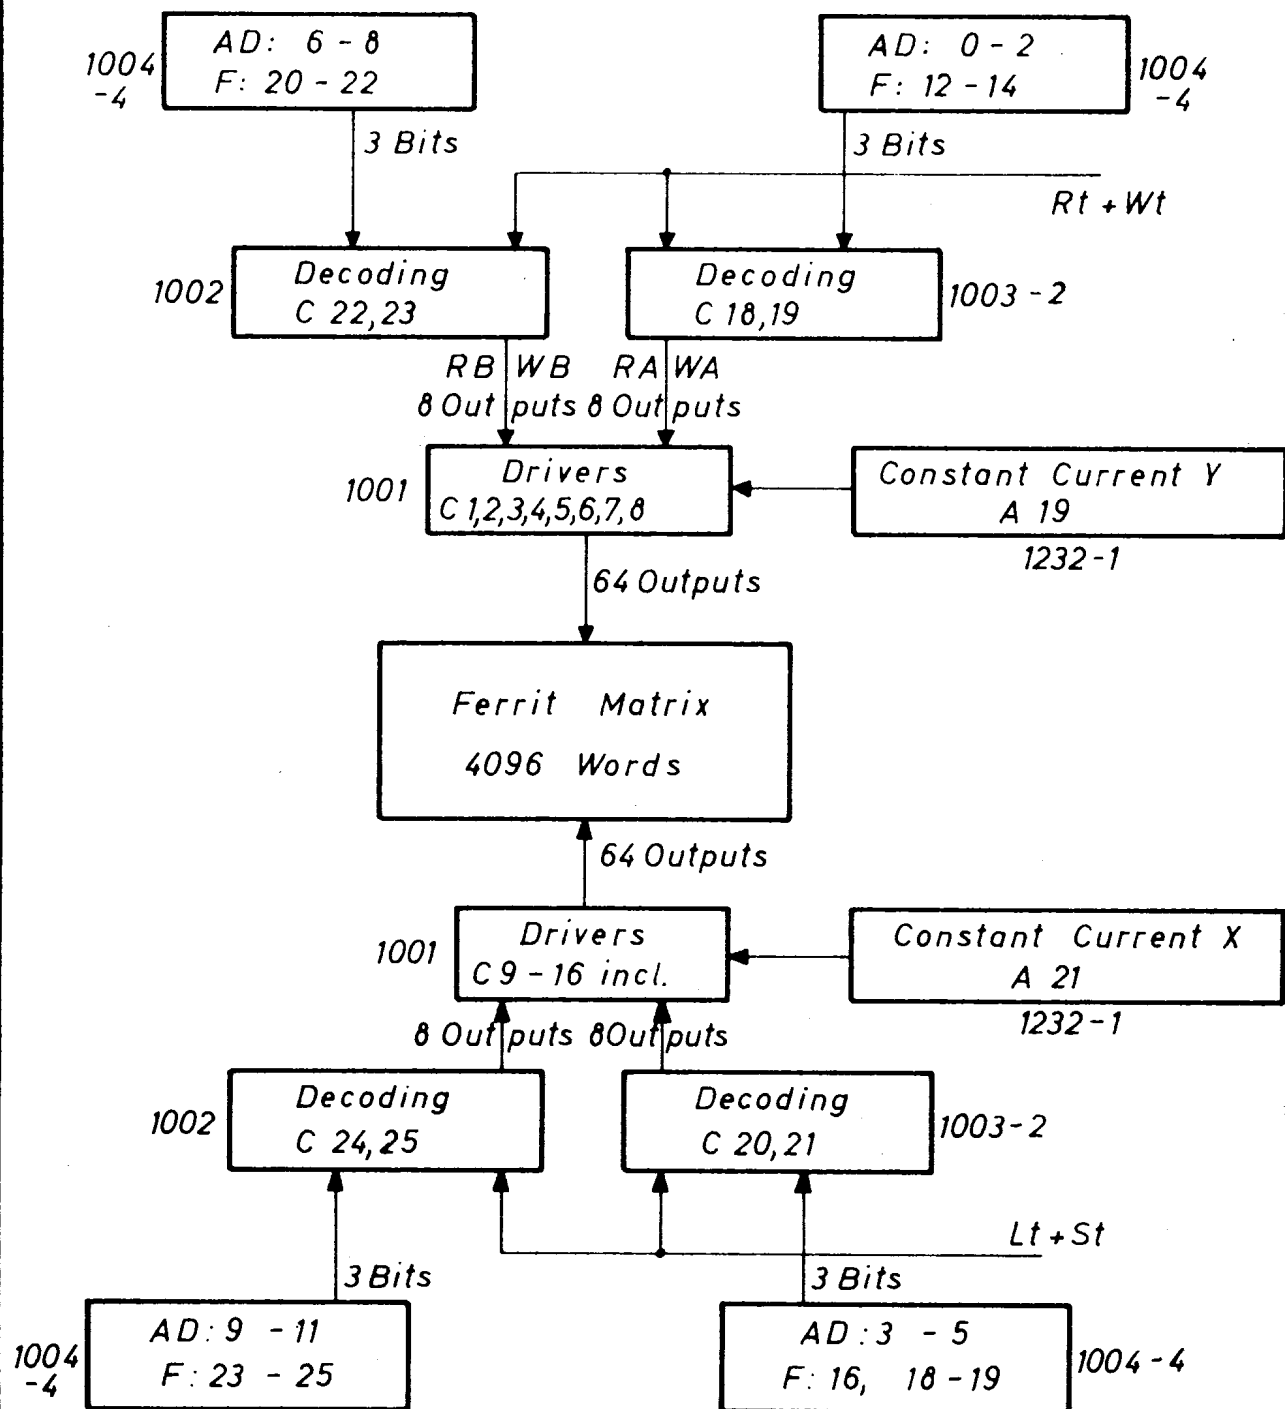 AD: 6 - 8
F: 20 - 22
1004
-4
AD: 0 - 2
F: 12 - 14
1004
-4
3 Bits
3 Bits
Rt + Wt
1002
Decoding
C 22,23
Decoding
C 18,19
1003 - 2
RB WB
RA WA
8 Outputs
8 Outputs
1001
Drivers
C 1,2,3,4,5,6,7,8
Constant Current Y
A 19
1232-1
64 Outputs
Ferrit Matrix
4096 Words
64 Outputs
1001
Drivers
C 9 - 16 incl.
Constant Current X
A 21
1232-1
8 Outputs
8 Outputs
1002
Decoding
C 24,25
Decoding
C 20,21
1003-2
Lt + St
3 Bits
3 Bits
1004
-4
AD: 9 - 11
F: 23 - 25
AD: 3 - 5
F: 16, 18 - 19
1004-4